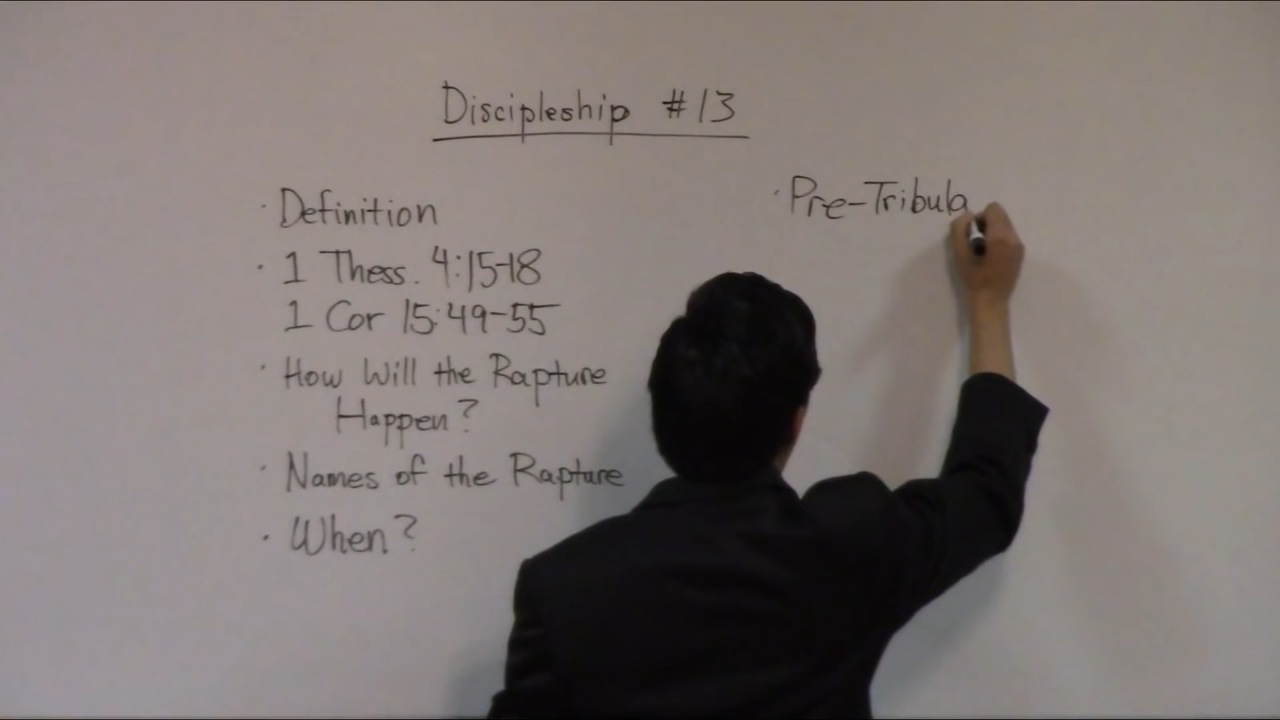 Discipleship #13
· Definition
· 1 Thess. 4:15-18
1 Cor 15:49-55
· How Will the Rapture
Happen?
· Names of the Rapture
· When?
· Pre-Tribula